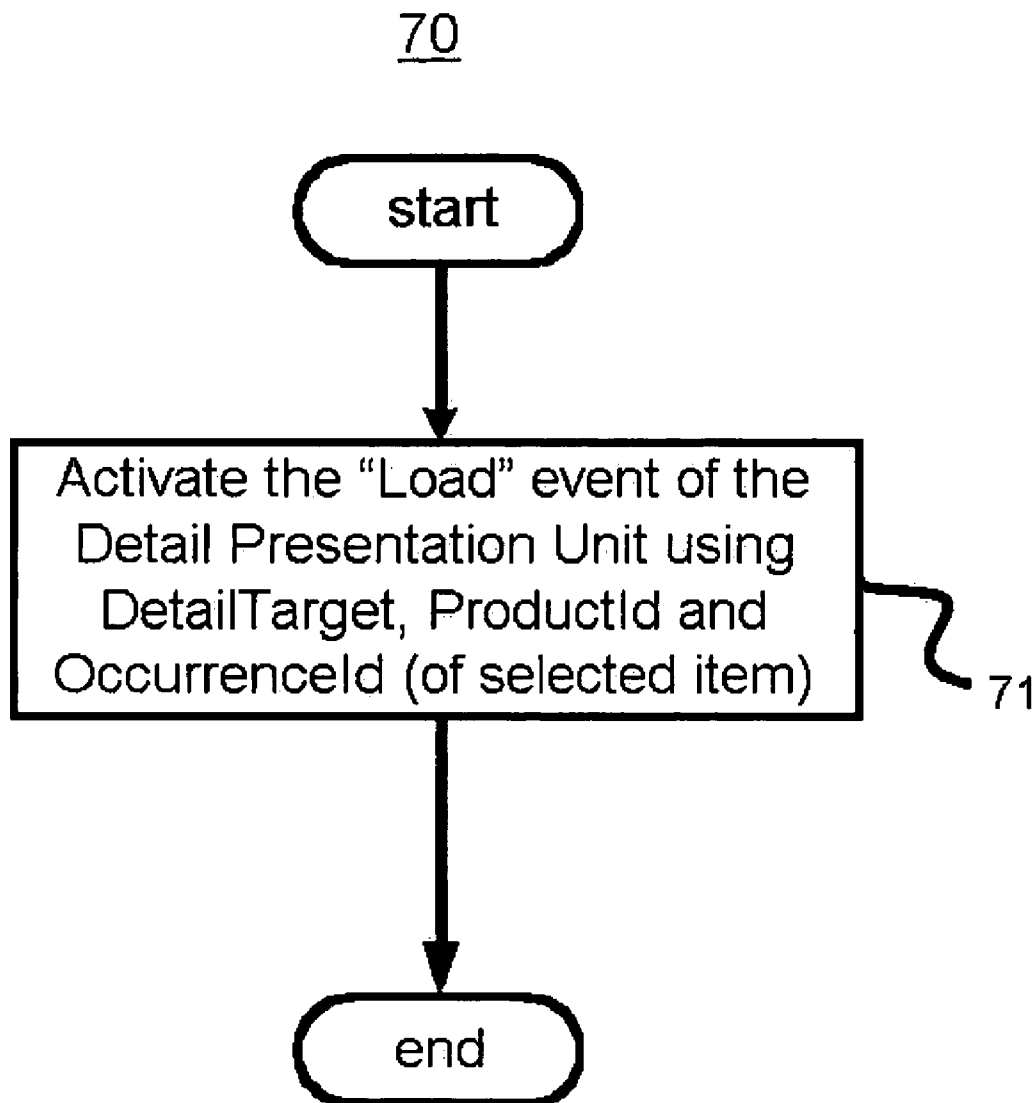 70
start
Activate the “Load” event of the
Detail Presentation Unit using
DetailTarget, ProductId and
OccurrenceId (of selected item)
71
end